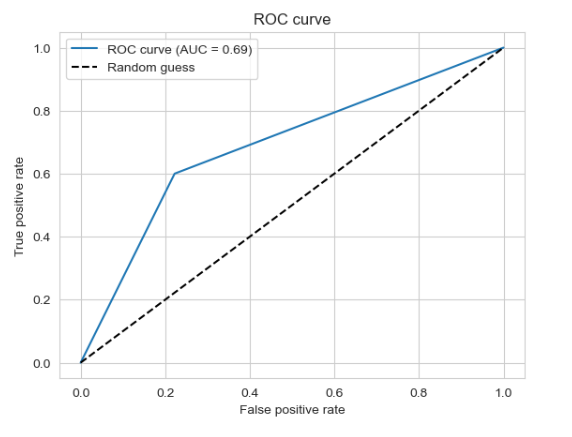 ROC curve
ROC curve (AUC = 0.69)
Random guess
True positive rate
1.0
0.8
0.6
0.4
0.2
0.0
0.0 0.2 0.4 0.6 0.8 1.0
False positive rate